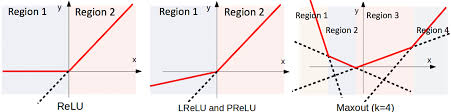 Region 1 Region 2 y
x
ReLU
Region 1 Region 2 y
x
LReLU and PReLU
Region 1 y Region 3
Region 2 Region 4
x
Maxout (k=4)